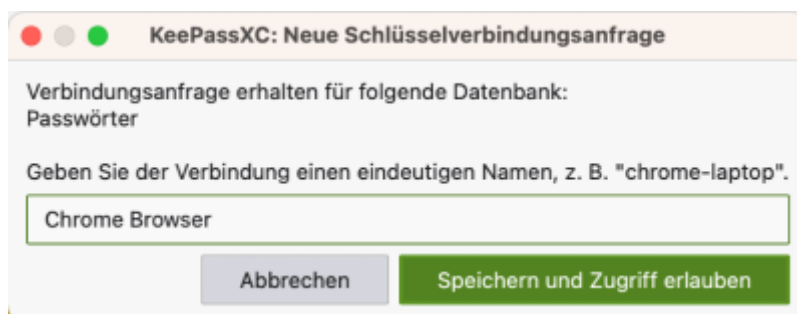 KeePassXC: Neue Schlüsselverbindungsanfrage
Verbindungsanfrage erhalten für folgende Datenbank:
Passwörter
Geben Sie der Verbindung einen eindeutigen Namen, z. B. "chrome-laptop".
Chrome Browser
Abbrechen
Speichern und Zugriff erlauben